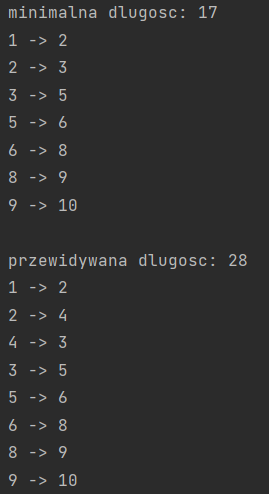 minimalna dlugosc: 17
1 -> 2
2 -> 3
3 -> 5
5 -> 6
6 -> 8
8 -> 9
9 -> 10
przewidywana dlugosc: 28
1 -> 2
2 -> 4
4 -> 3
3 -> 5
5 -> 6
6 -> 8
8 -> 9
9 -> 10